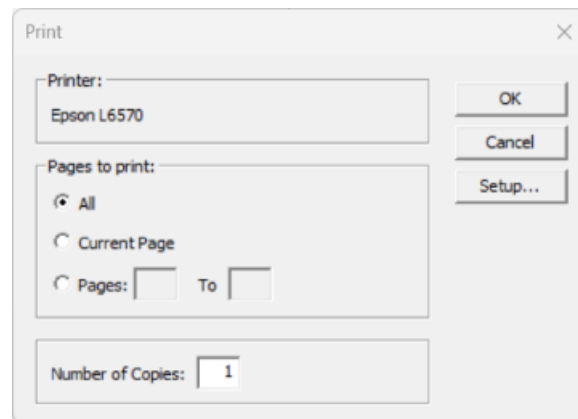 Print
Printer:
Epson L6570
OK
Cancel
Setup...
Pages to print:
All
Current Page
Pages: To
Number of Copies: 1